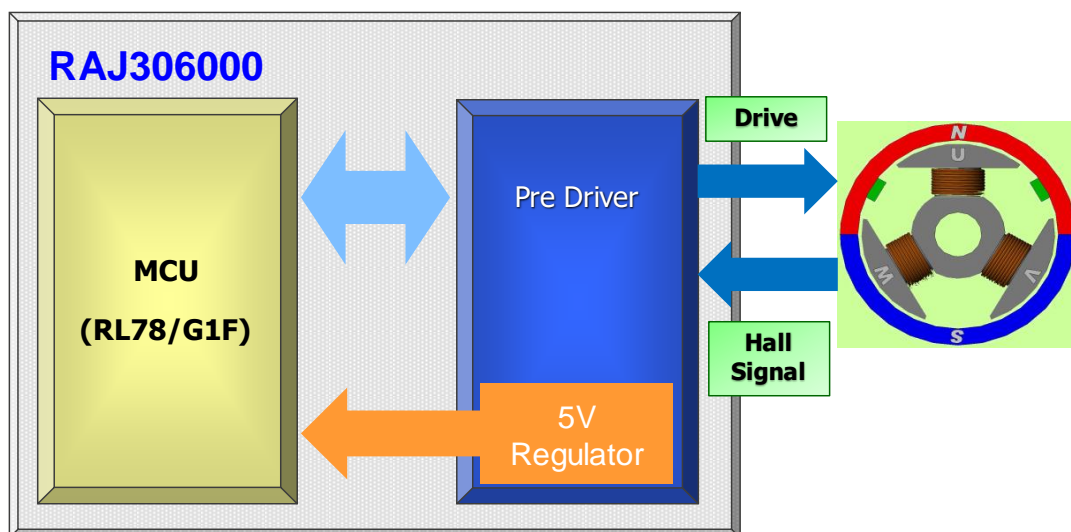 RAJ306000
MCU
(RL78/G1F)
Pre Driver
5V
Regulator
Drive
Hall
Signal
N
U
W
V
S